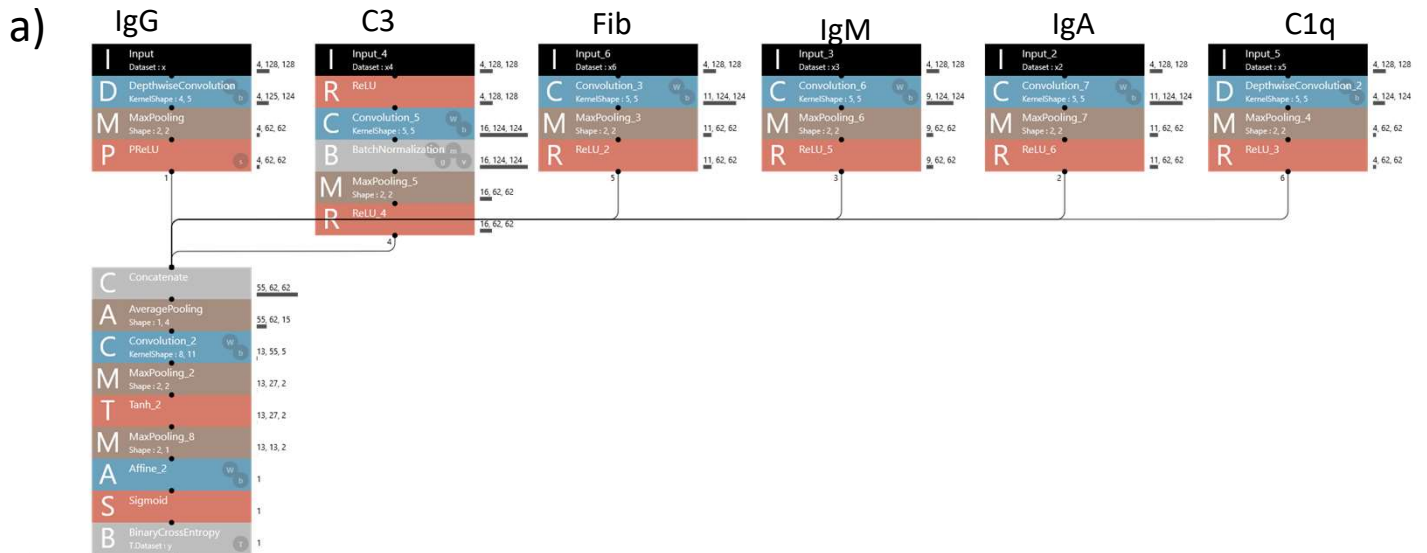 a)
IgG
C3
Fib
IgM
IgA
C1q
I Input
Dataset : x
4, 128, 128
D DepthwiseConvolution
KernelShape : 4, 5
W
b
4, 125, 124
M MaxPooling
Shape : 2, 2
4, 62, 62
P PReLU
s
4, 62, 62
1
I Input_4
Dataset : x4
4, 128, 128
R ReLU
4, 128, 128
C Convolution_5
KernelShape : 5, 5
W
b
16, 124, 124
B BatchNormalization
m
g
v
16, 124, 124
M MaxPooling_5
Shape : 2, 2
16, 62, 62
R ReLU_4
16, 62, 62
4
I Input_6
Dataset : x6
4, 128, 128
C Convolution_3
KernelShape : 5, 5
W
b
11, 124, 124
M MaxPooling_3
Shape : 2, 2
11, 62, 62
R ReLU_2
11, 62, 62
5
I Input_3
Dataset : x3
4, 128, 128
C Convolution_6
KernelShape : 5, 5
W
b
9, 124, 124
M MaxPooling_6
Shape : 2, 2
9, 62, 62
R ReLU_5
9, 62, 62
3
I Input_2
Dataset : x2
4, 128, 128
C Convolution_7
KernelShape : 5, 5
W
b
11, 124, 124
M MaxPooling_7
Shape : 2, 2
11, 62, 62
R ReLU_6
11, 62, 62
2
I Input_5
Dataset : x5
4, 128, 128
D DepthwiseConvolution_2
KernelShape : 5, 5
W
b
4, 124, 124
M MaxPooling_4
Shape : 2, 2
4, 62, 62
R ReLU_3
4, 62, 62
6
C Concatenate
55, 62, 62
A AveragePooling
Shape : 1, 4
55, 62, 15
C Convolution_2
KernelShape : 8, 11
W
b
13, 55, 5
M MaxPooling_2
Shape : 2, 2
13, 27, 2
T Tanh_2
13, 27, 2
M MaxPooling_8
Shape : 2, 1
13, 13, 2
A Affine_2
W
b
1
S Sigmoid
1
B BinaryCrossEntropy
T.Dataset : y
T
1